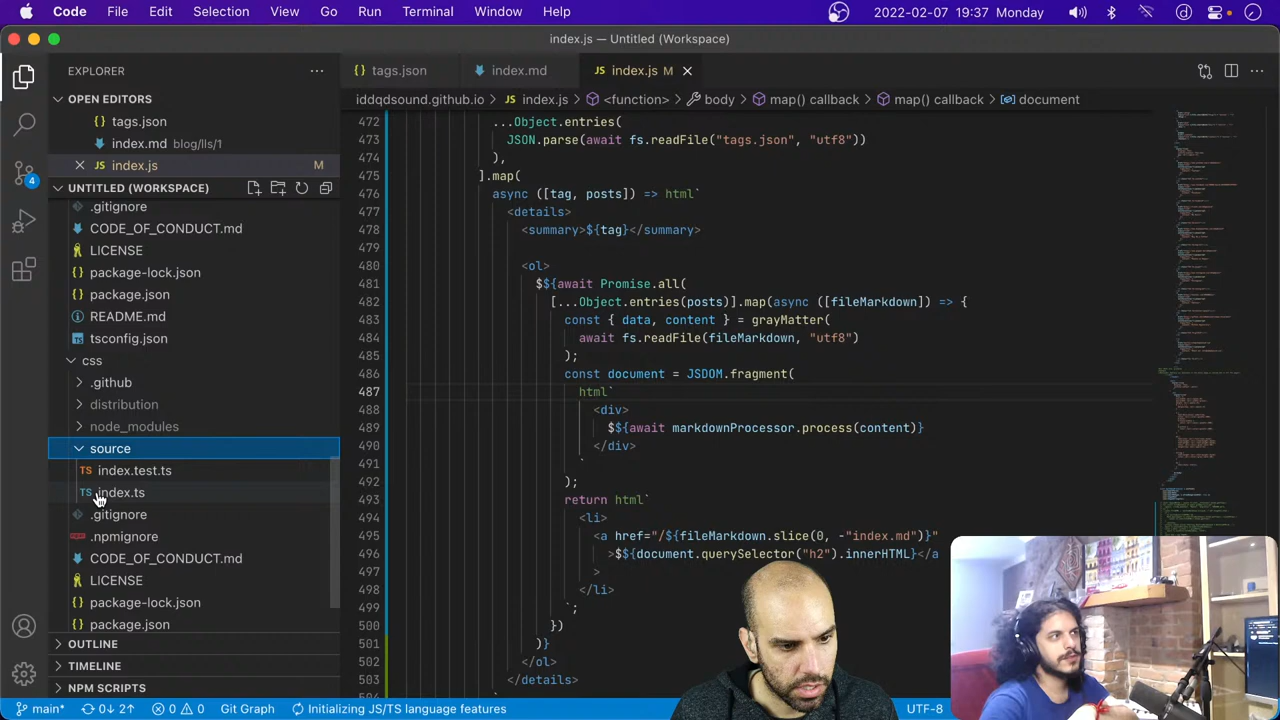 Code File Edit Selection View Go Run Terminal Window Help 2022-02-07 19:37 Monday
index.js — Untitled (Workspace)
EXPLORER
tags.json index.md index.js M
iddqdsound.github.io index.js <function> body map() callback map() callback document
OPEN EDITORS
tags.json
index.md blog/lls/1
index.js M
UNTITLED (WORKSPACE)
.gitignore
CODE_OF_CONDUCT.md
LICENSE
package-lock.json
package.json
README.md
tsconfig.json
css
.github
distribution
node_modules
source
index.test.ts
index.ts
.gitignore
.npmignore
CODE_OF_CONDUCT.md
LICENSE
package-lock.json
package.json
OUTLINE
TIMELINE
NPM SCRIPTS
4
472 ...Object.entries(
473 JSON.parse(await fs.readFile("tags.json", "utf8"))
474 ),
475 ].map(
476 async ([tag, posts]) => html`
477 <details>
478 <summary>${tag}</summary>
479
480 <ol>
481 $${await Promise.all(
482 [...Object.entries(posts)].map(async ([fileMarkdown]) => {
483 const { data, content } = grayMatter(
484 await fs.readFile(fileMarkdown, "utf8")
485 );
486 const document = JSDOM.fragment(
487 html`
488 <div>
489 $${await markdownProcessor.process(content)}
490 </div>
491 `
492 );
493 return html`
494 <li>
495 <a href="/${fileMarkdown.slice(0, -"index.md")}"
496 >$${document.querySelector("h2").innerHTML}</a
497 >
498 </li>
499 `;
500 })
501 )}
502 </ol>
503 </details>
main* 0↓ 2↑ 0 0 Git Graph Initializing JS/TS language features UTF-8